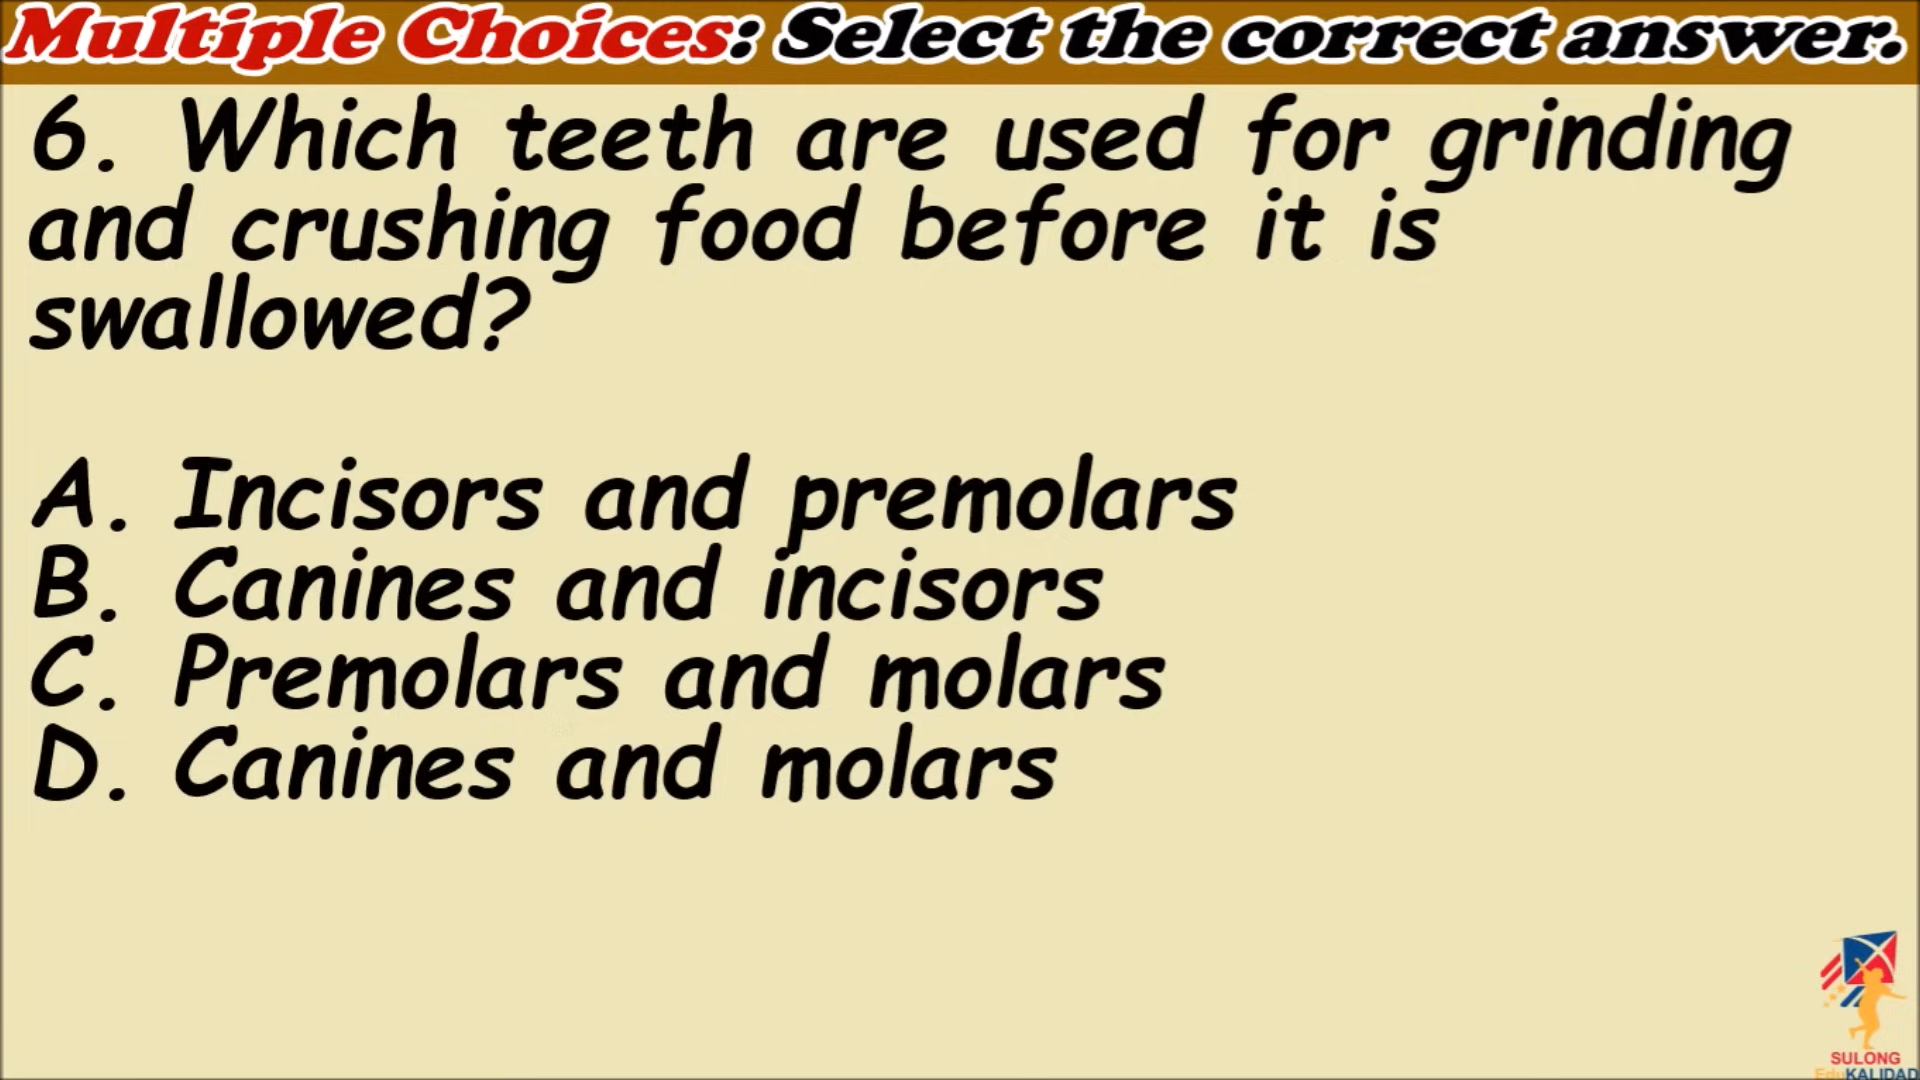 Multiple Choices: Select the correct answer.
6. Which teeth are used for grinding
and crushing food before it is
swallowed?
A. Incisors and premolars
B. Canines and incisors
C. Premolars and molars
D. Canines and molars
SULONG
EduKALIDAD